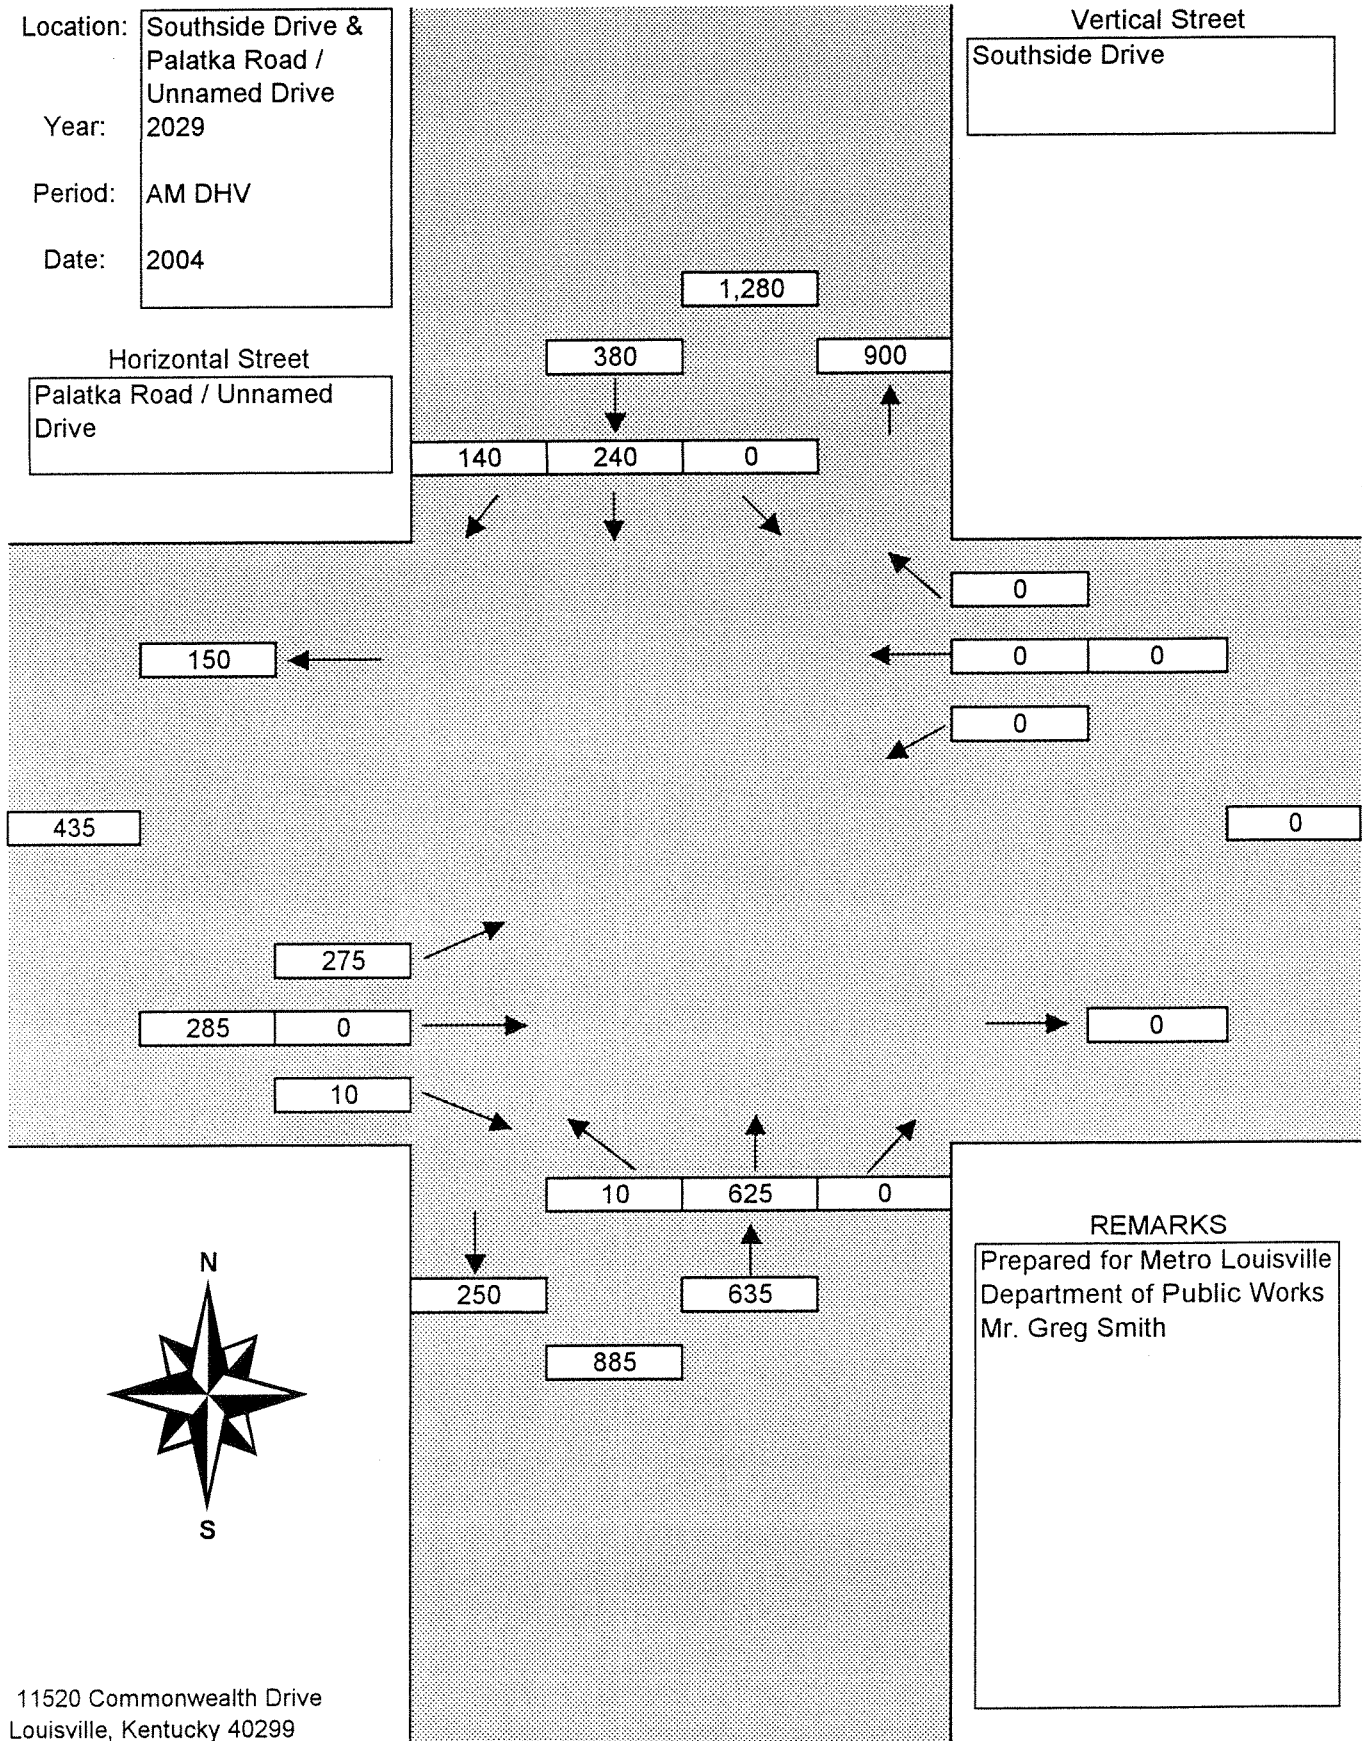 Location: Southside Drive &
Palatka Road /
Unnamed Drive
Year: 2029
Period: AM DHV
Date: 2004
Vertical Street
Southside Drive
Horizontal Street
Palatka Road / Unnamed
Drive
1,280
380 900
140 240 0
0
150 0 0
0
435 0
275
285 0 0
10
10 625 0
250 635
885
N
S
REMARKS
Prepared for Metro Louisville
Department of Public Works
Mr. Greg Smith
11520 Commonwealth Drive
Louisville, Kentucky 40299